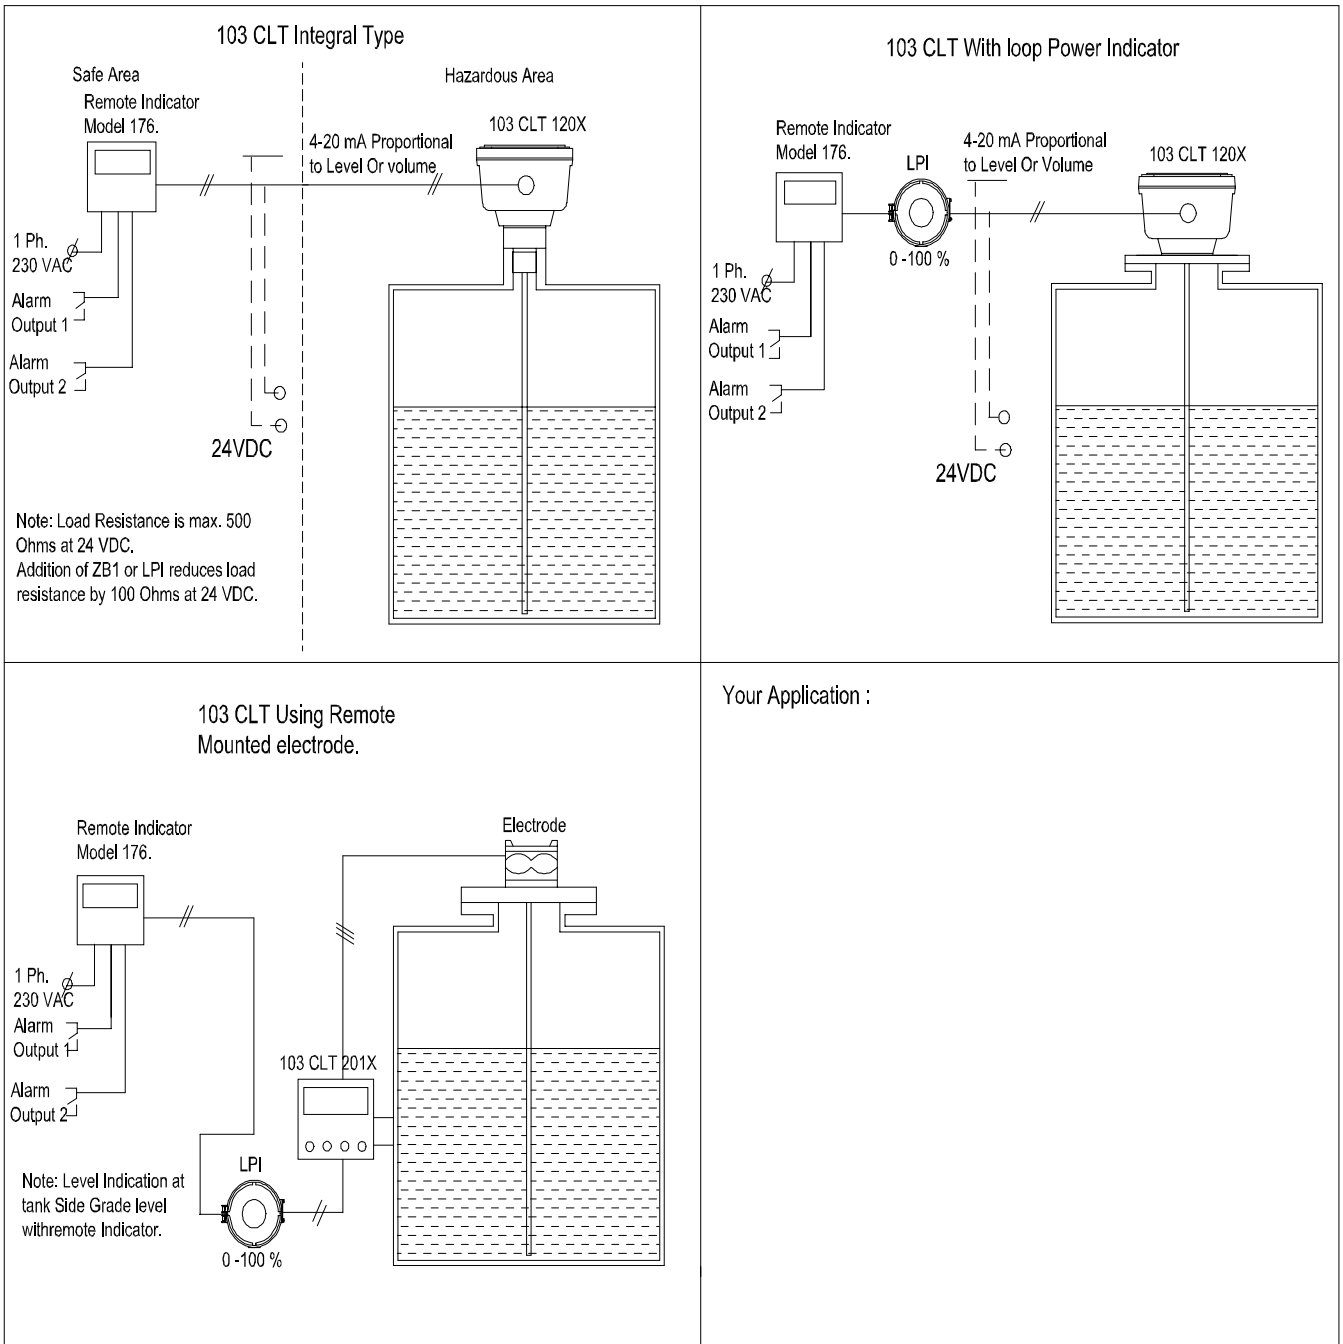 103 CLT Integral Type
Safe Area
Hazardous Area
Remote Indicator
Model 176.
4-20 mA Proportional
to Level Or volume
103 CLT 120X
1 Ph.
230 VAC
Alarm
Output 1
Alarm
Output 2
24VDC
Note: Load Resistance is max. 500
Ohms at 24 VDC.
Addition of ZB1 or LPI reduces load
resistance by 100 Ohms at 24 VDC.
103 CLT With loop Power Indicator
Remote Indicator
Model 176.
LPI
0 -100 %
4-20 mA Proportional
to Level Or Volume
103 CLT 120X
1 Ph.
230 VAC
Alarm
Output 1
Alarm
Output 2
24VDC
103 CLT Using Remote
Mounted electrode.
Remote Indicator
Model 176.
Electrode
1 Ph.
230 VAC
Alarm
Output 1
Alarm
Output 2
103 CLT 201X
LPI
0 -100 %
Note: Level Indication at
tank Side Grade level
withremote Indicator.
Your Application :